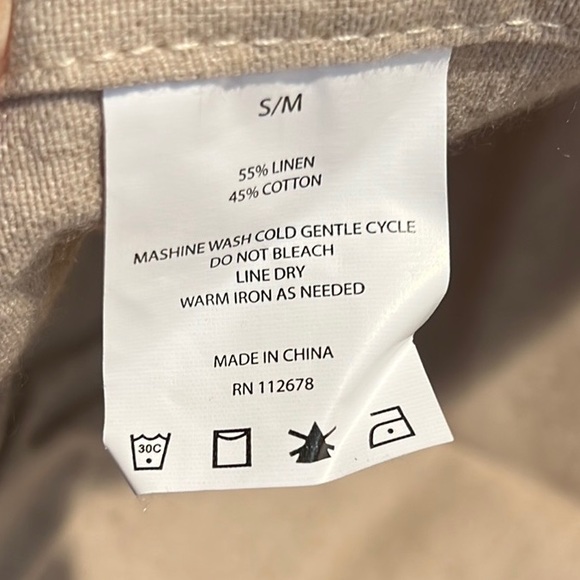 S/M
55% LINEN
45% COTTON
MASHINE WASH COLD GENTLE CYCLE
DO NOT BLEACH
LINE DRY
WARM IRON AS NEEDED
MADE IN CHINA
RN 112678
30C